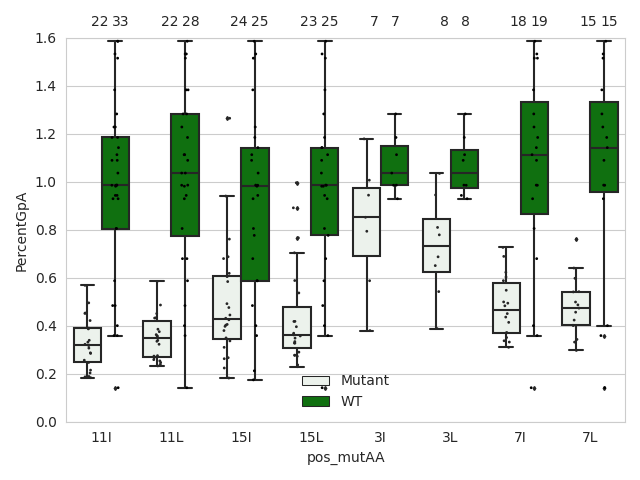 22 33 22 28 24 25 23 25 7 7 8 8 18 19 15 15
1.6
1.4
1.2
1.0
0.8
0.6
0.4
0.2
0.0
PercentGpA
Mutant
WT
11I 11L 15I 15L 3I 3L 7I 7L
pos_mutAA